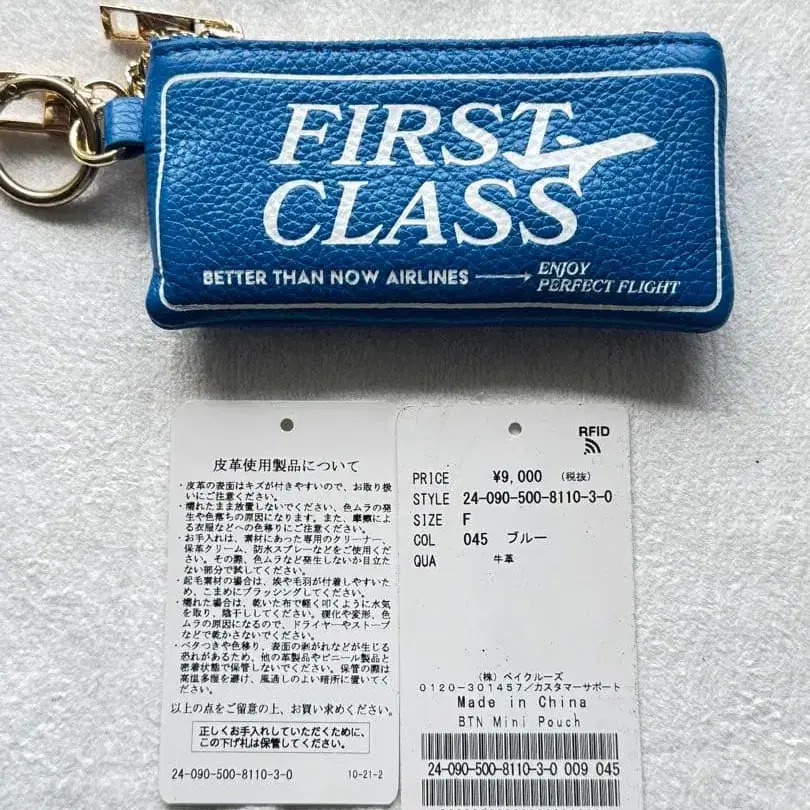 FIRST
CLASS
BETTER THAN NOW AIRLINES
ENJOY
PERFECT FLIGHT
皮革使用製品について
・皮革の表面はキズが付きやすいので、お取り扱
いにご注意ください。
・濡れたまま放置しないでください、色ムラの発
生や色落ちの原因になります。また、摩擦によ
る衣服などへの色移りにご注意ください。
・お手入れは、素材にあった専用のクリーナー、
保革クリーム、防水スプレーなどをご使用くださ
い。その際、色ムラなど発生しないか目立た
ない部分で試してください。
・起毛素材の場合は、埃や毛羽が付着しやすいた
め、こまめにブラッシングしてください。
・濡れた場合は、乾いた布で軽く叩くように水気
を取り、陰干ししてください。硬化や変形、色
ムラの原因になるので、ドライヤーやストーブ
などで乾かさないでください。
・ベタつきや色移り、表面の剥がれなどが生じる
恐れがあるため、他の革製品やビニール製品と
密着状態で保管しないでください。保管の際は
高温多湿を避け、風通しのよい暗所に置いてく
ださい。
以上の点をご留意の上、お買い求めください。
正しくお手入れしていただくために、
この下げ札は保管してください。
24-090-500-8110-3-0 10-21-2
RFID
PRICE ¥9,000 (税抜)
STYLE 24-090-500-8110-3-0
SIZE F
COL 045 ブルー
QUA 牛革
(株) ベイクルーズ
0120-301457/カスタマーサポート
Made in China
BTN Mini Pouch
24-090-500-8110-3-0 009 045